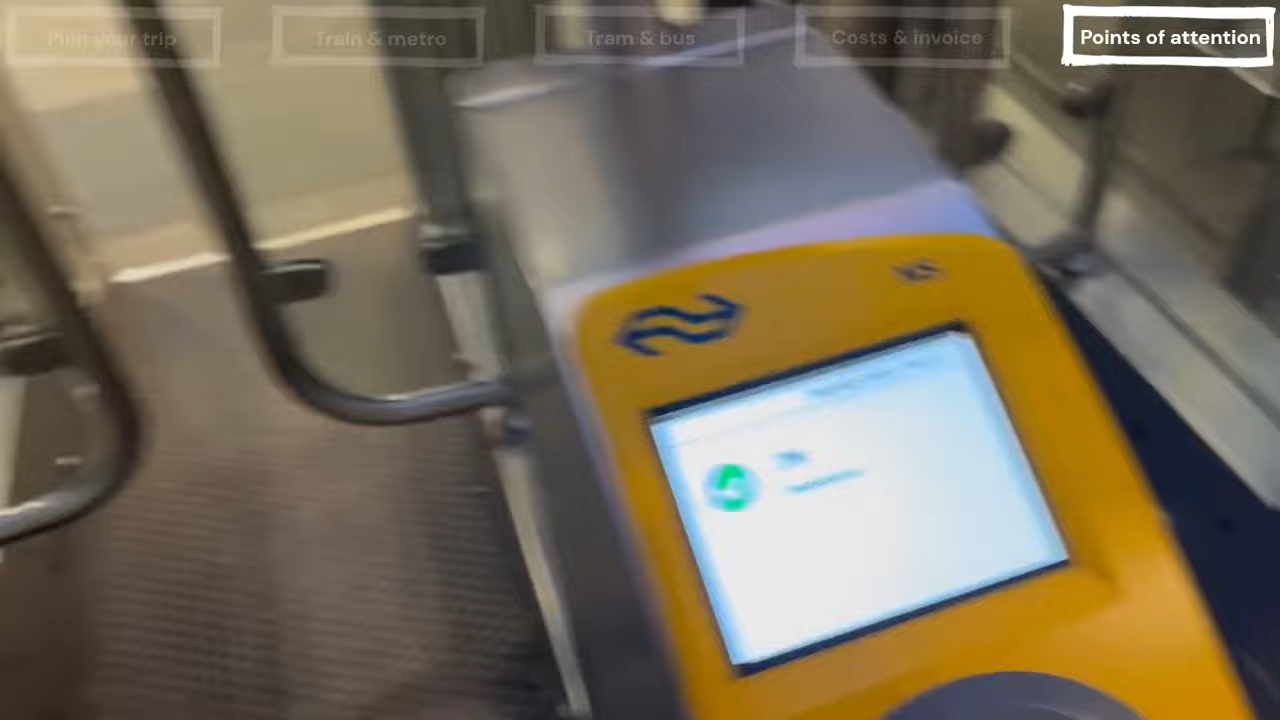 Plan your trip
Train & metro
Tram & bus
Costs & invoice
Points of attention